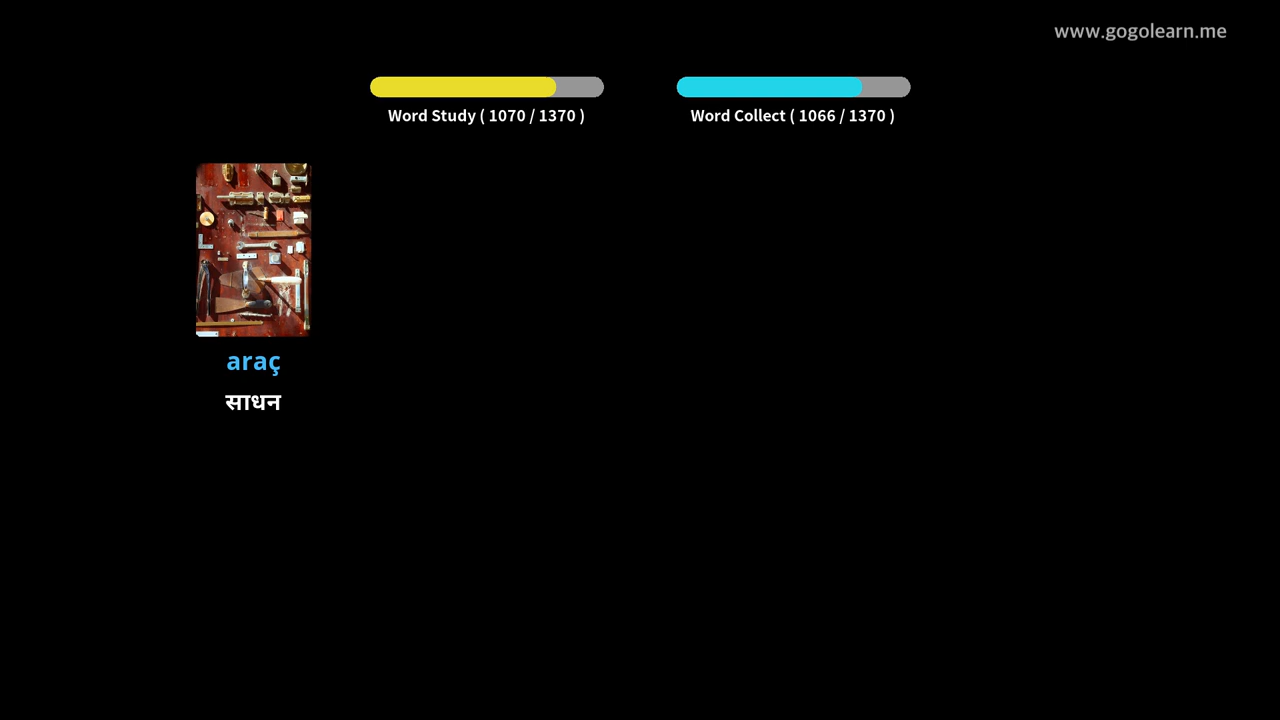 www.gogolearn.me
Word Study ( 1070 / 1370 )
Word Collect ( 1066 / 1370 )
araç
साधन